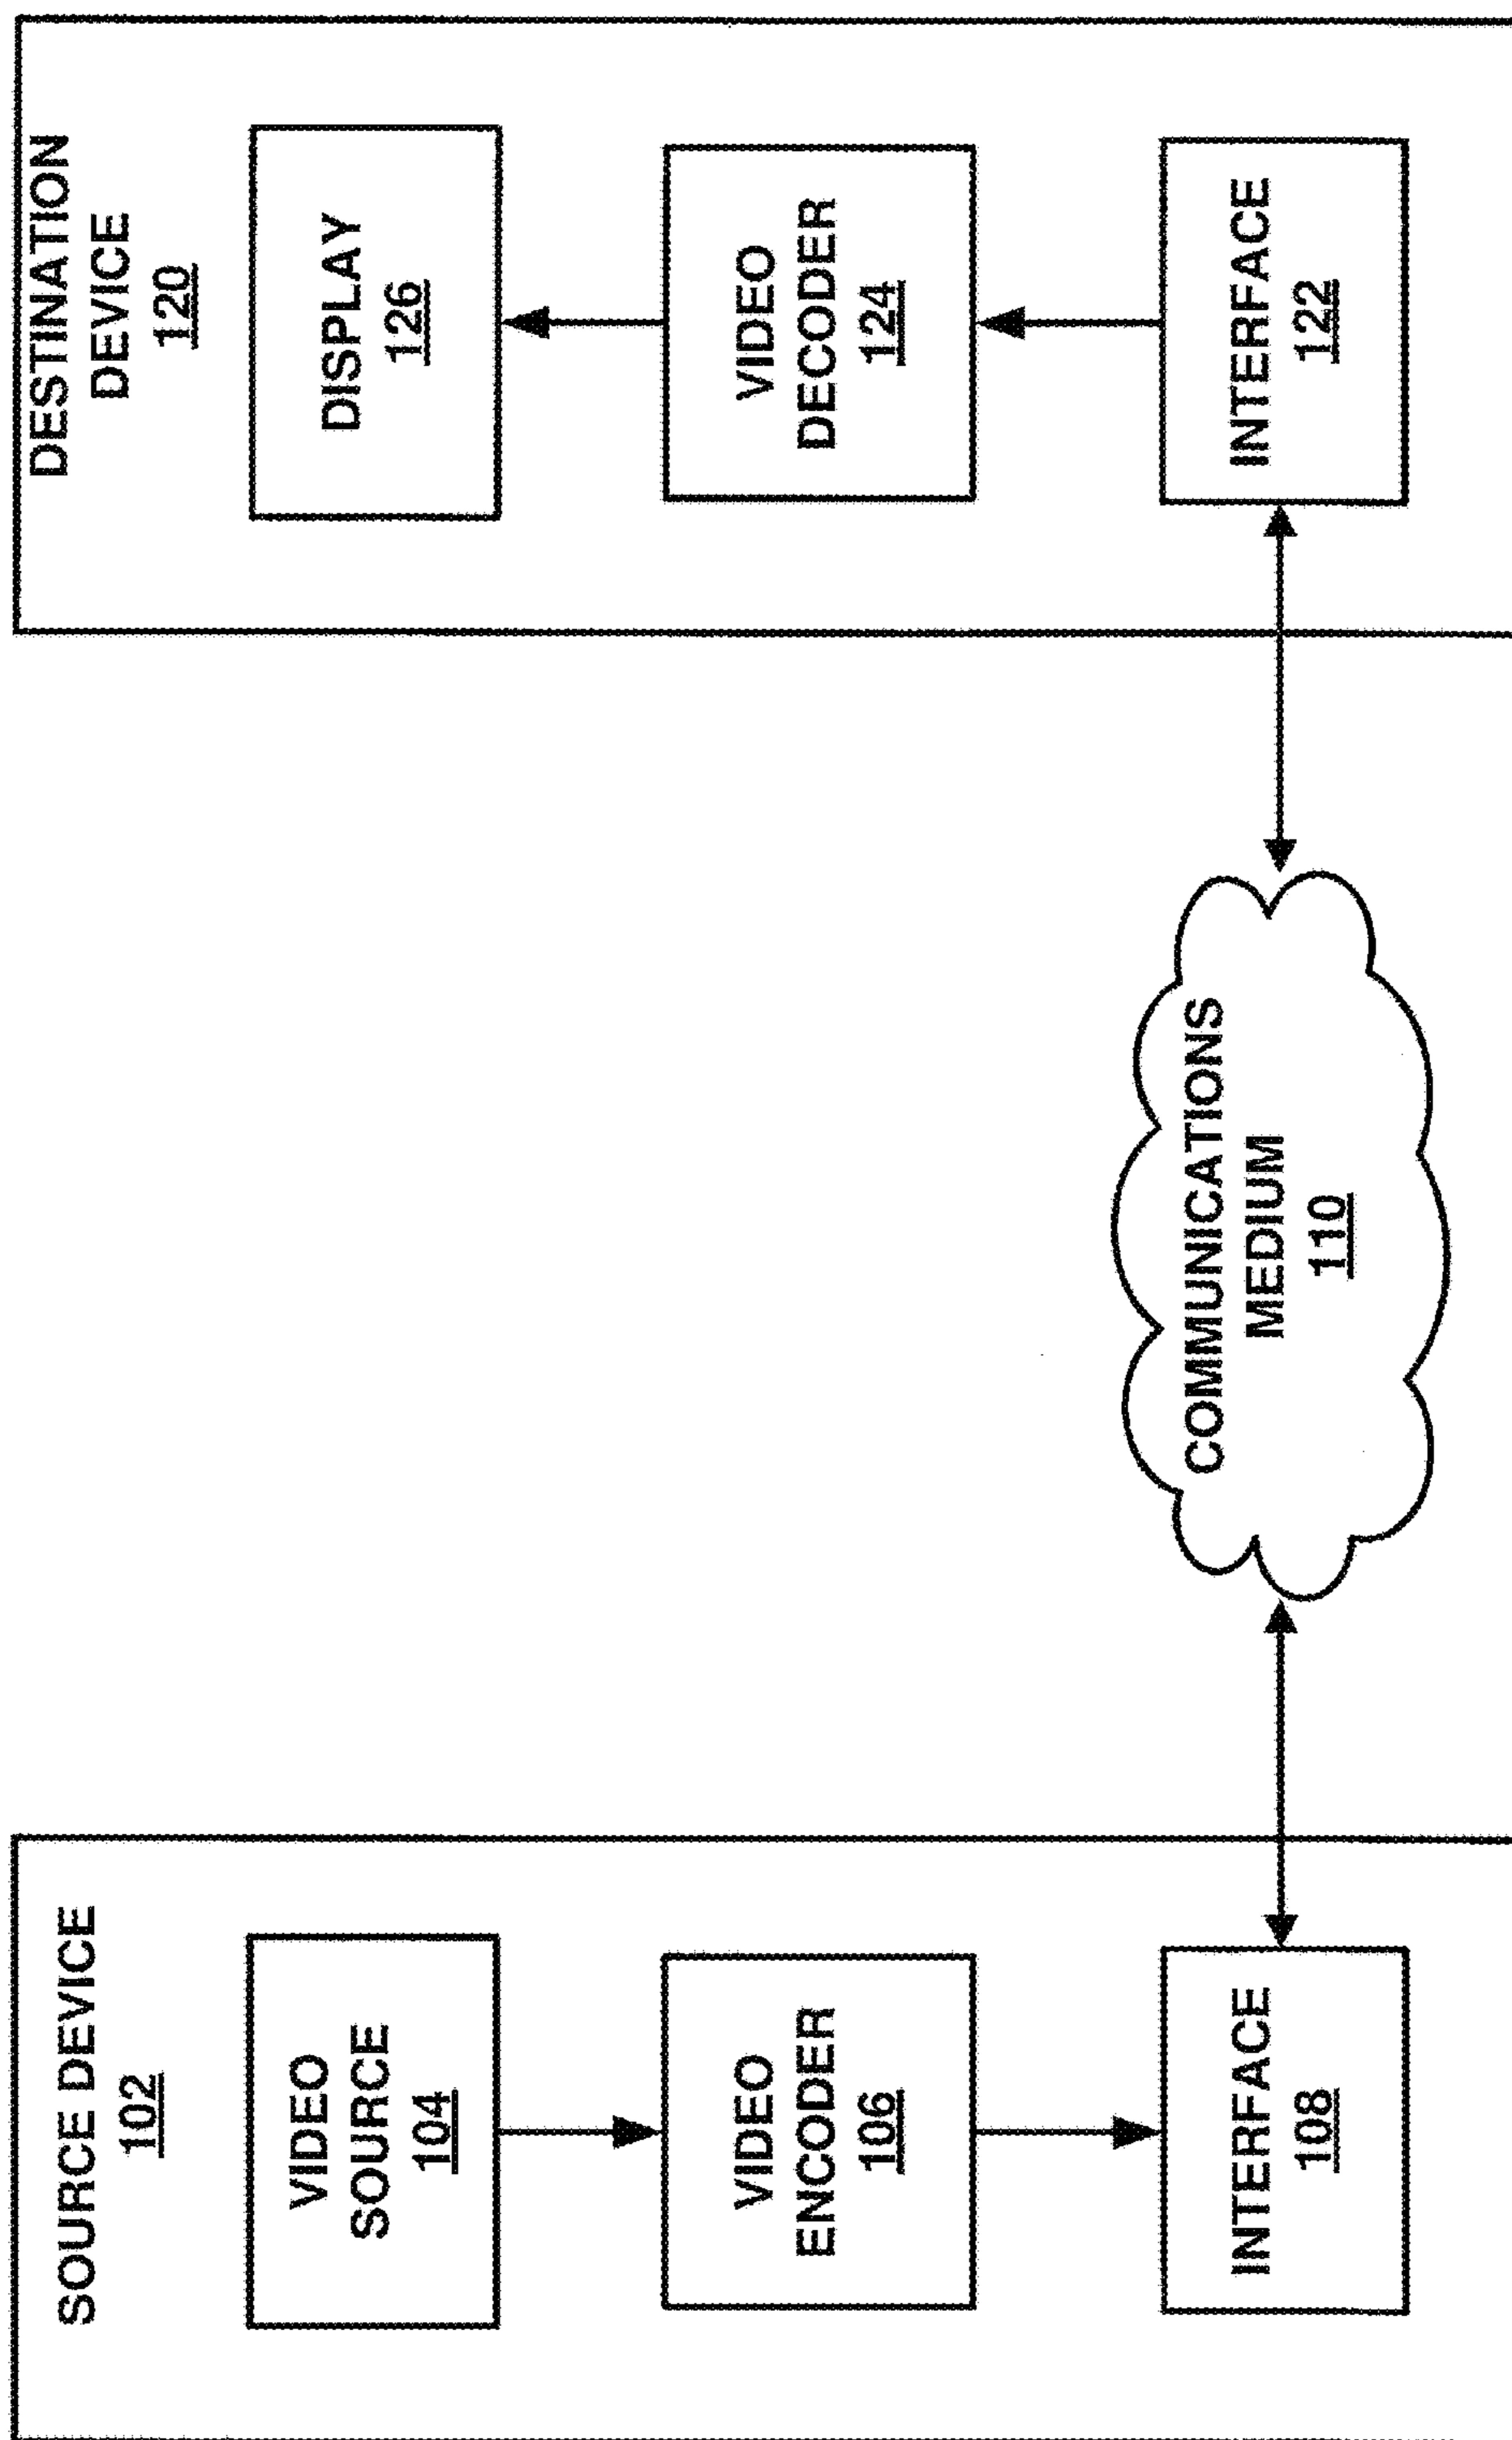 SOURCE DEVICE
102
VIDEO
SOURCE
104
VIDEO
ENCODER
106
INTERFACE
108
COMMUNICATIONS
MEDIUM
110
DESTINATION
DEVICE
120
DISPLAY
126
VIDEO
DECODER
124
INTERFACE
122